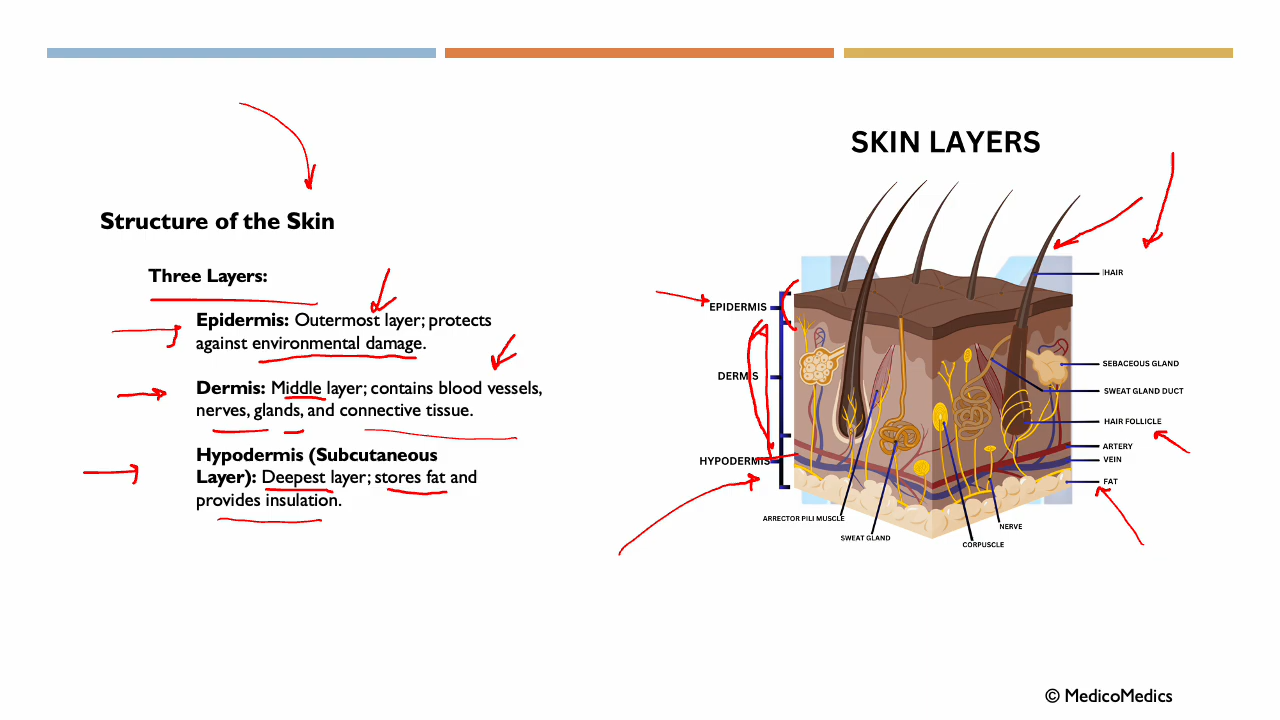 Structure of the Skin
Three Layers:
Epidermis: Outermost layer; protects
against environmental damage.
Dermis: Middle layer; contains blood vessels,
nerves, glands, and connective tissue.
Hypodermis (Subcutaneous
Layer): Deepest layer; stores fat and
provides insulation.
SKIN LAYERS
EPIDERMIS
DERMIS
HYPODERMIS
HAIR
SEBACEOUS GLAND
SWEAT GLAND DUCT
HAIR FOLLICLE
ARTERY
VEIN
FAT
ARRECTOR PILI MUSCLE
SWEAT GLAND
CORPUSCLE
NERVE
© MedicoMedics